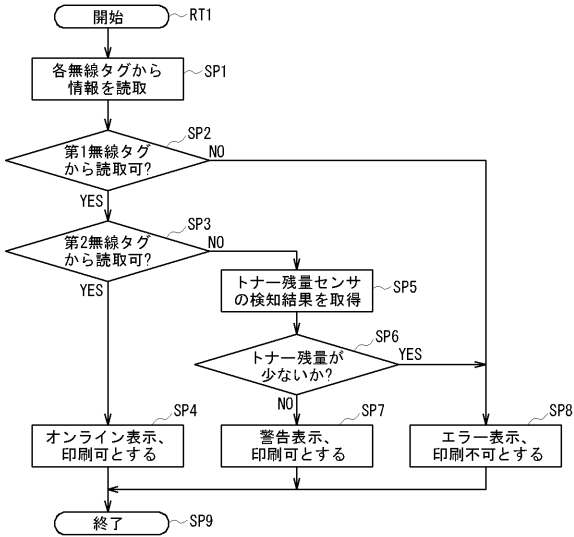 開始
RT1
各無線タグから
情報を読取
SP1
第1無線タグ
から読取可?
SP2
NO
YES
第2無線タグ
から読取可?
SP3
NO
YES
トナー残量センサ
の検知結果を取得
SP5
トナー残量が
少ないか?
SP6
YES
NO
オンライン表示、
印刷可とする
SP4
警告表示、
印刷可とする
SP7
エラー表示、
印刷不可とする
SP8
終了
SP9